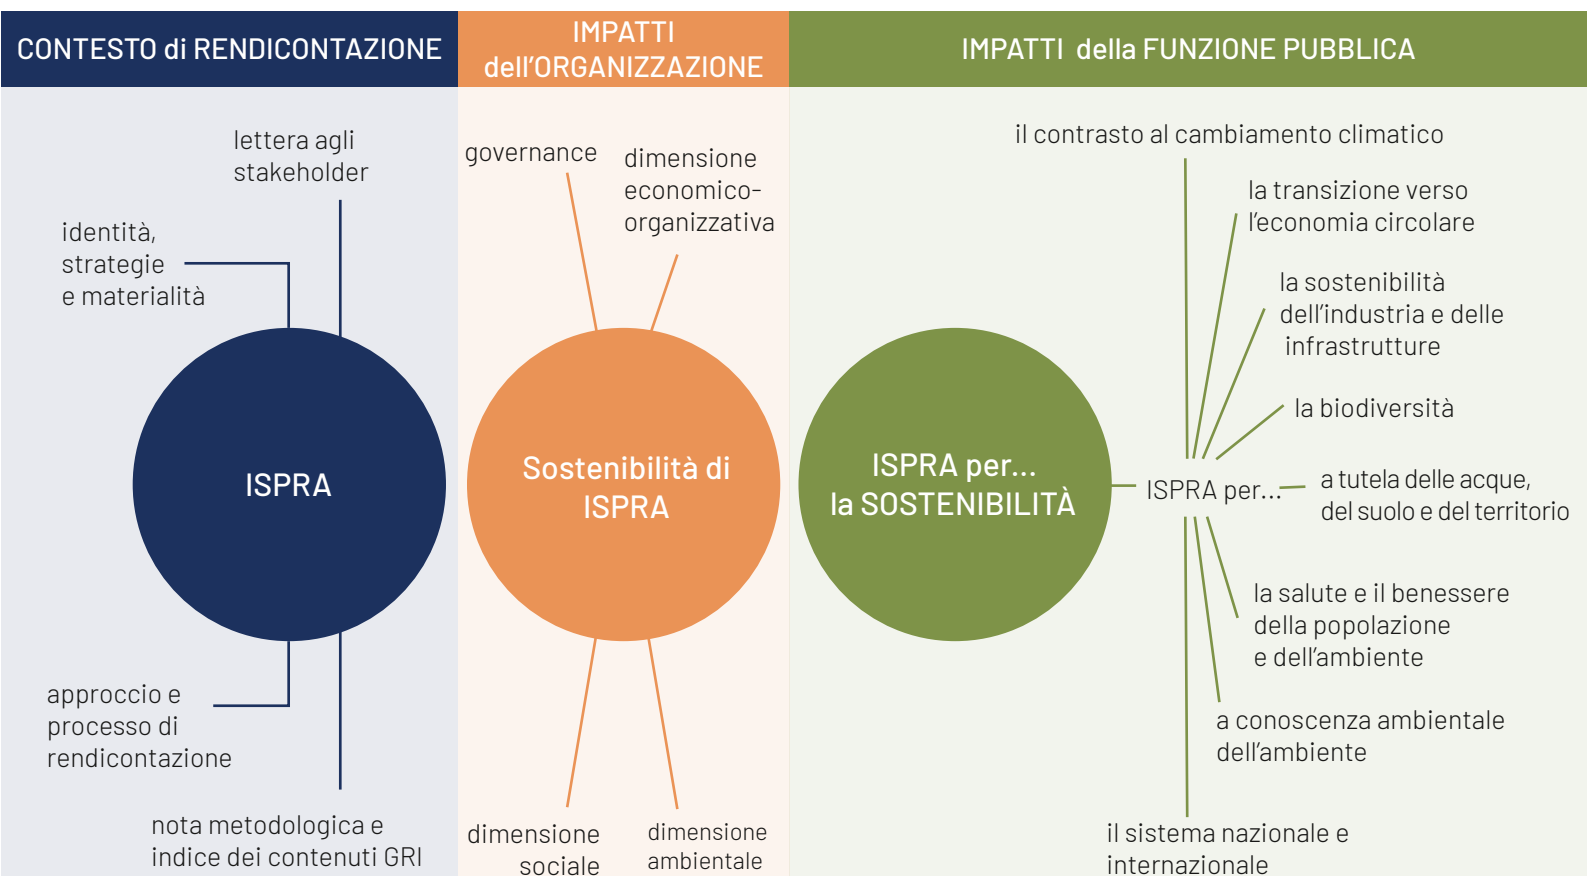 CONTESTO di RENDICONTAZIONE
lettera agli
stakeholder
identità,
strategie
e materialità
ISPRA
approccio e
processo di
rendicontazione
nota metodologica e
indice dei contenuti GRI
IMPATTI
dell'ORGANIZZAZIONE
governance
dimensione
economico-
organizzativa
Sostenibilità di
ISPRA
dimensione
sociale
dimensione
ambientale
IMPATTI della FUNZIONE PUBBLICA
ISPRA per...
la SOSTENIBILITÀ
ISPRA per...
il contrasto al cambiamento climatico
la transizione verso
l'economia circolare
la sostenibilità
dell'industria e delle
infrastrutture
la biodiversità
a tutela delle acque,
del suolo e del territorio
la salute e il benessere
della popolazione
e dell'ambiente
a conoscenza ambientale
dell'ambiente
il sistema nazionale e
internazionale